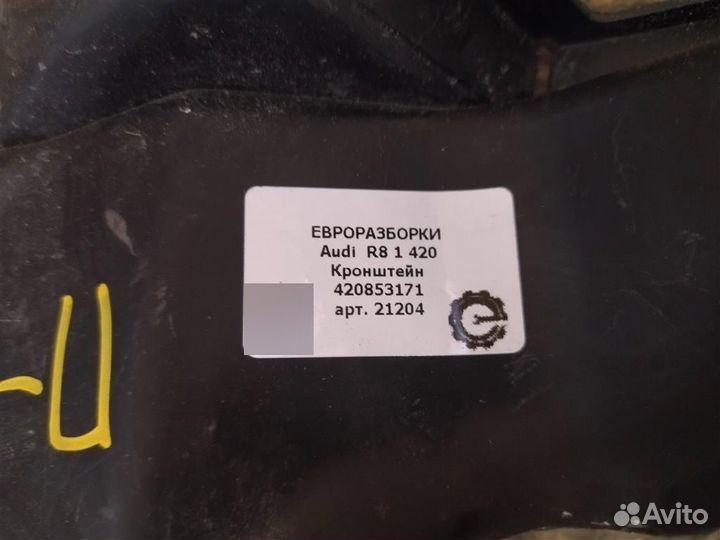 ЕВРОРАЗБОРКИ
Audi R8 1 420
Кронштейн
420853171
арт. 21204
Avito